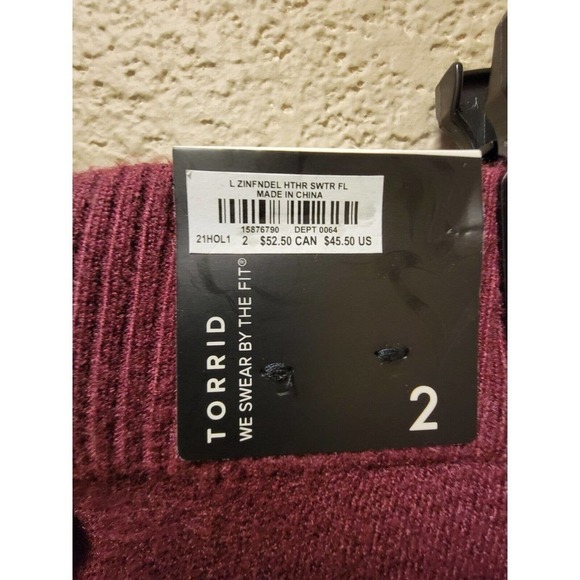 L ZINFNDEL HTHR SWTR FL
MADE IN CHINA
15876790 DEPT 0064
21HOL1 2 $52.50 CAN $45.50 US
TORRID
WE SWEAR BY THE FIT®
2